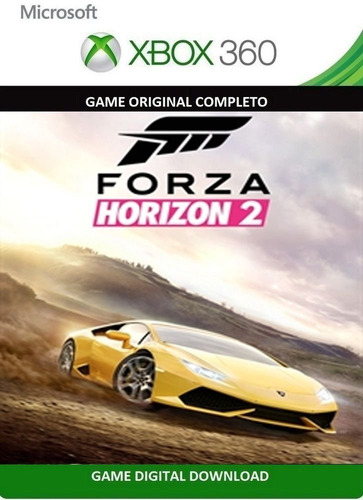 Microsoft
XBOX 360
GAME ORIGINAL COMPLETO
FORZA
HORIZON 2
GAME DIGITAL DOWNLOAD